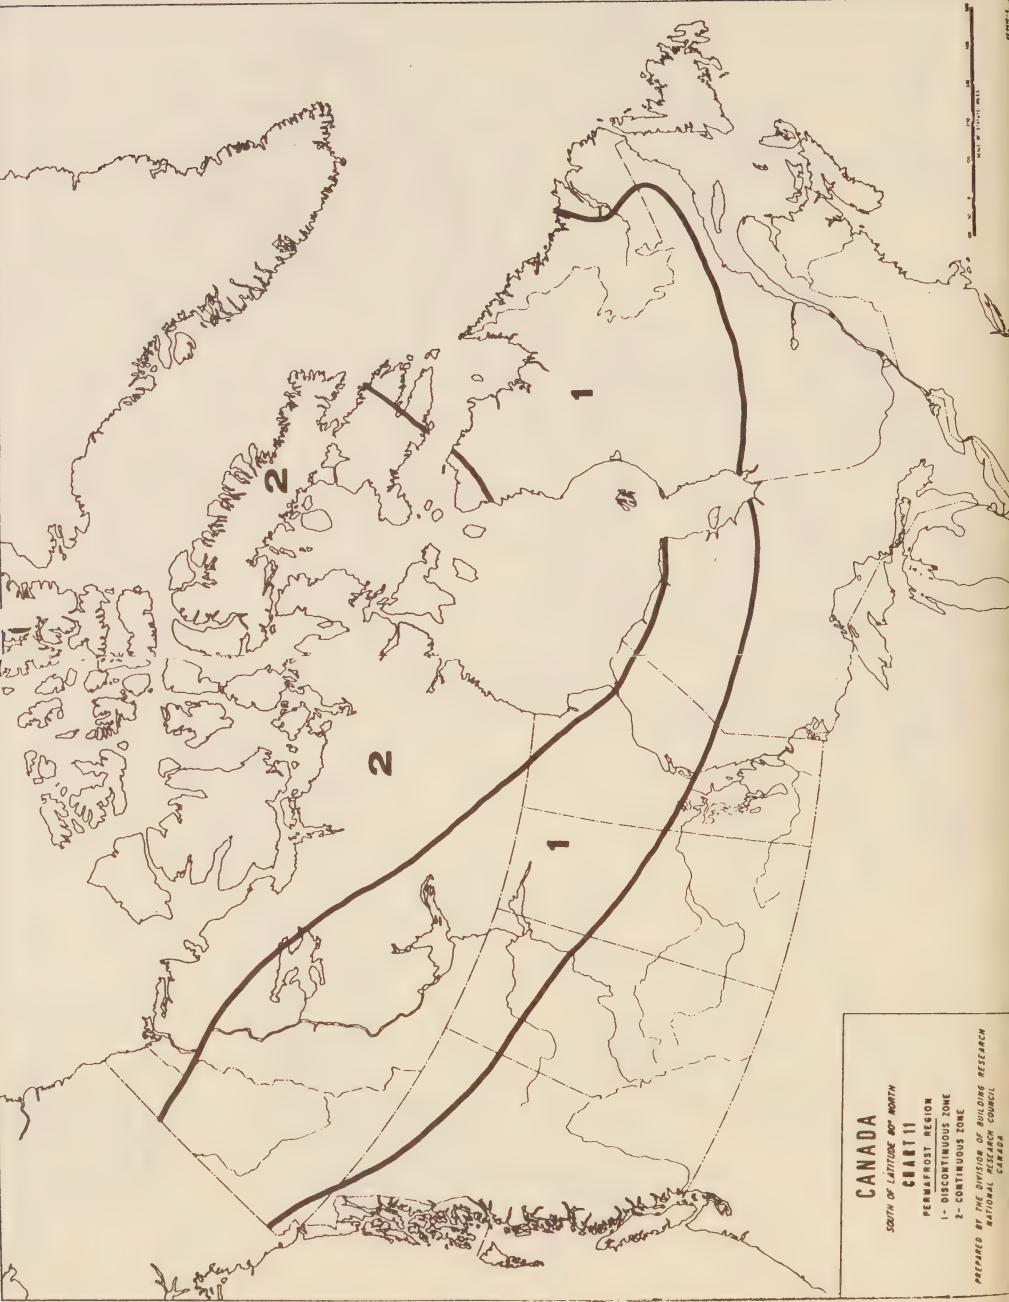 2
1
2
1
CANADA
SOUTH OF LATITUDE 80° NORTH
CHART 11
PERMAFROST REGION
1- DISCONTINUOUS ZONE
2- CONTINUOUS ZONE
PREPARED BY THE DIVISION OF BUILDING RESEARCH
NATIONAL RESEARCH COUNCIL
CANADA